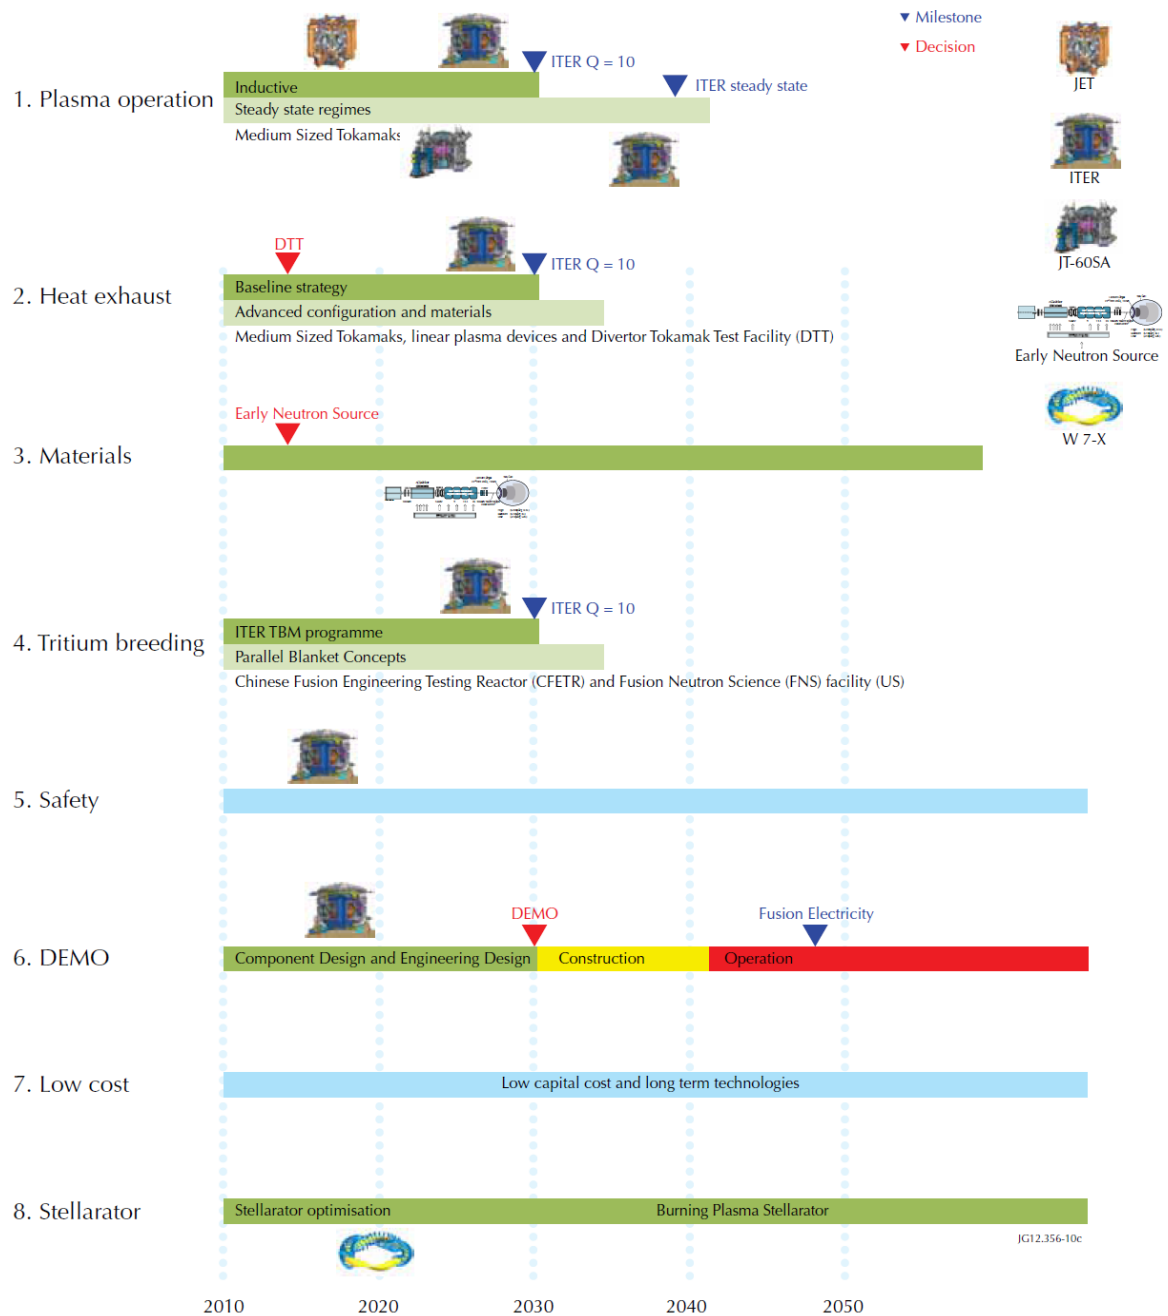 Milestone
Decision
ITER Q = 10
Inductive
ITER steady state
1. Plasma operation
Steady state regimes
Medium Sized Tokamaks
JET
ITER
JT-60SA
Early Neutron Source
W 7-X
DTT
ITER Q = 10
Baseline strategy
2. Heat exhaust
Advanced configuration and materials
Medium Sized Tokamaks, linear plasma devices and Divertor Tokamak Test Facility (DTT)
Early Neutron Source
3. Materials
ITER Q = 10
ITER TBM programme
4. Tritium breeding
Parallel Blanket Concepts
Chinese Fusion Engineering Testing Reactor (CFETR) and Fusion Neutron Science (FNS) facility (US)
5. Safety
DEMO
Fusion Electricity
6. DEMO
Component Design and Engineering Design
Construction
Operation
7. Low cost
Low capital cost and long term technologies
8. Stellarator
Stellarator optimisation
Burning Plasma Stellarator
JG12.356-10c
2010 2020 2030 2040 2050